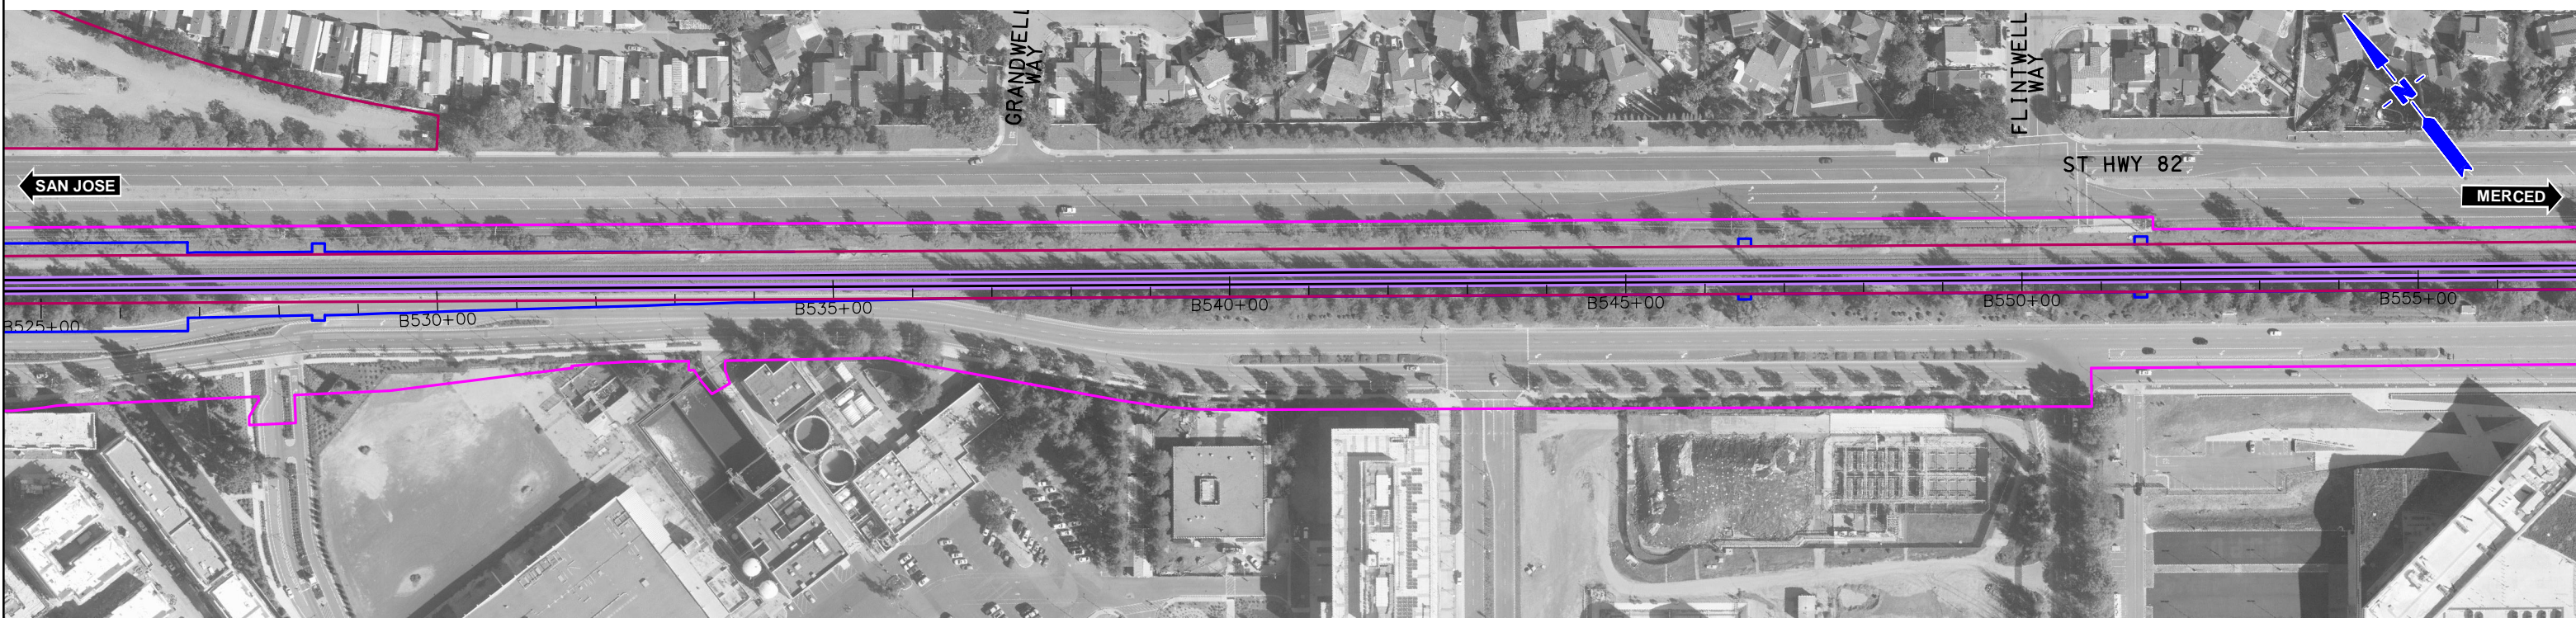 GRANDWELL
WAY
FLINTWELL
WAY
N
ST HWY 82
SAN JOSE
MERCED
B525+00
B530+00
B535+00
B540+00
B545+00
B550+00
B555+00